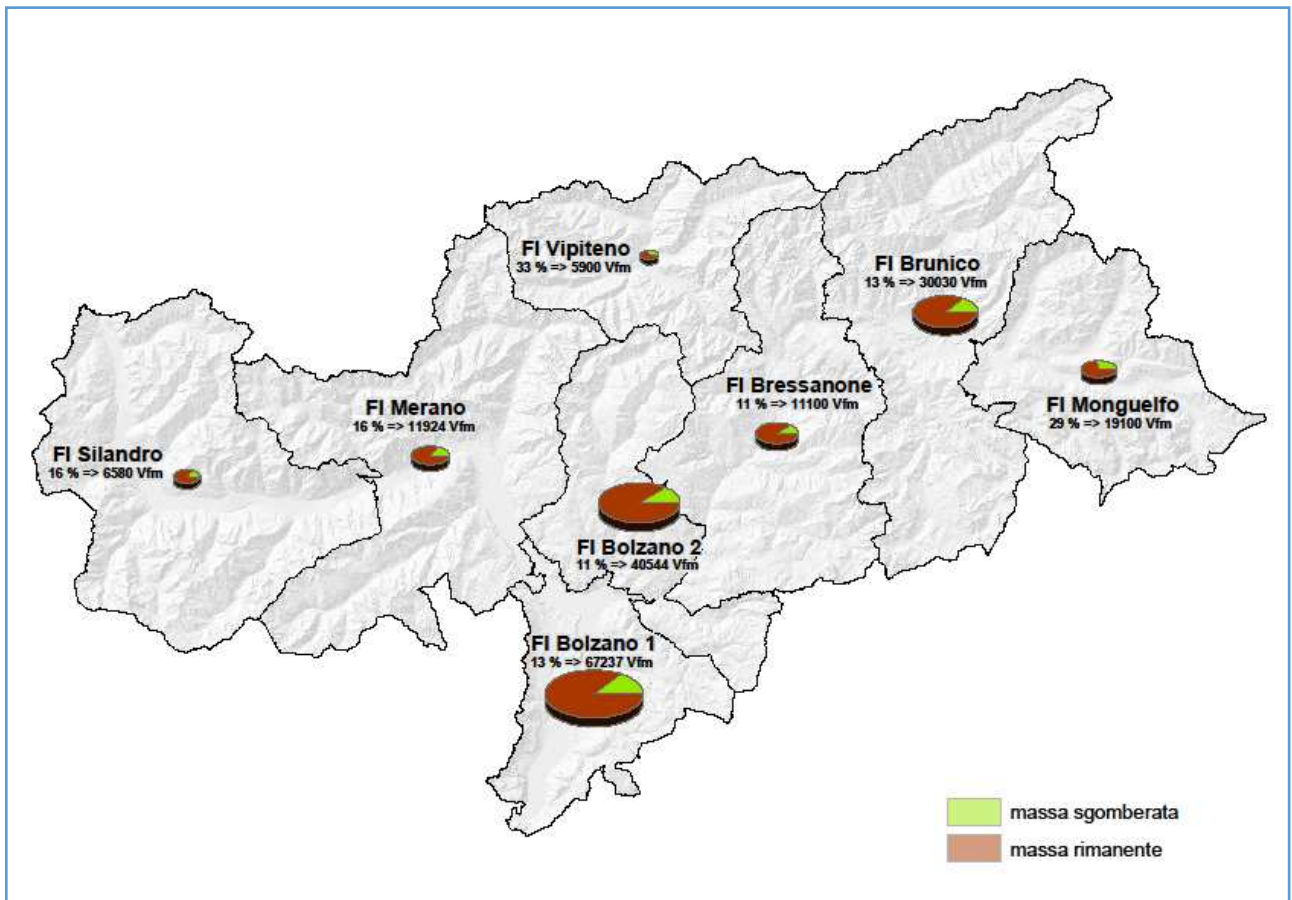 FI Vipiteno
33 % => 5900 Vfm
FI Brunico
13 % => 30030 Vfm
FI Bressanone
11 % => 11100 Vfm
FI Monguelfo
29 % => 19100 Vfm
FI Merano
16 % => 11924 Vfm
FI Silandro
16 % => 6580 Vfm
FI Bolzano 2
11 % => 40544 Vfm
FI Bolzano 1
13 % => 67237 Vfm
massa sgomberata
massa rimanente